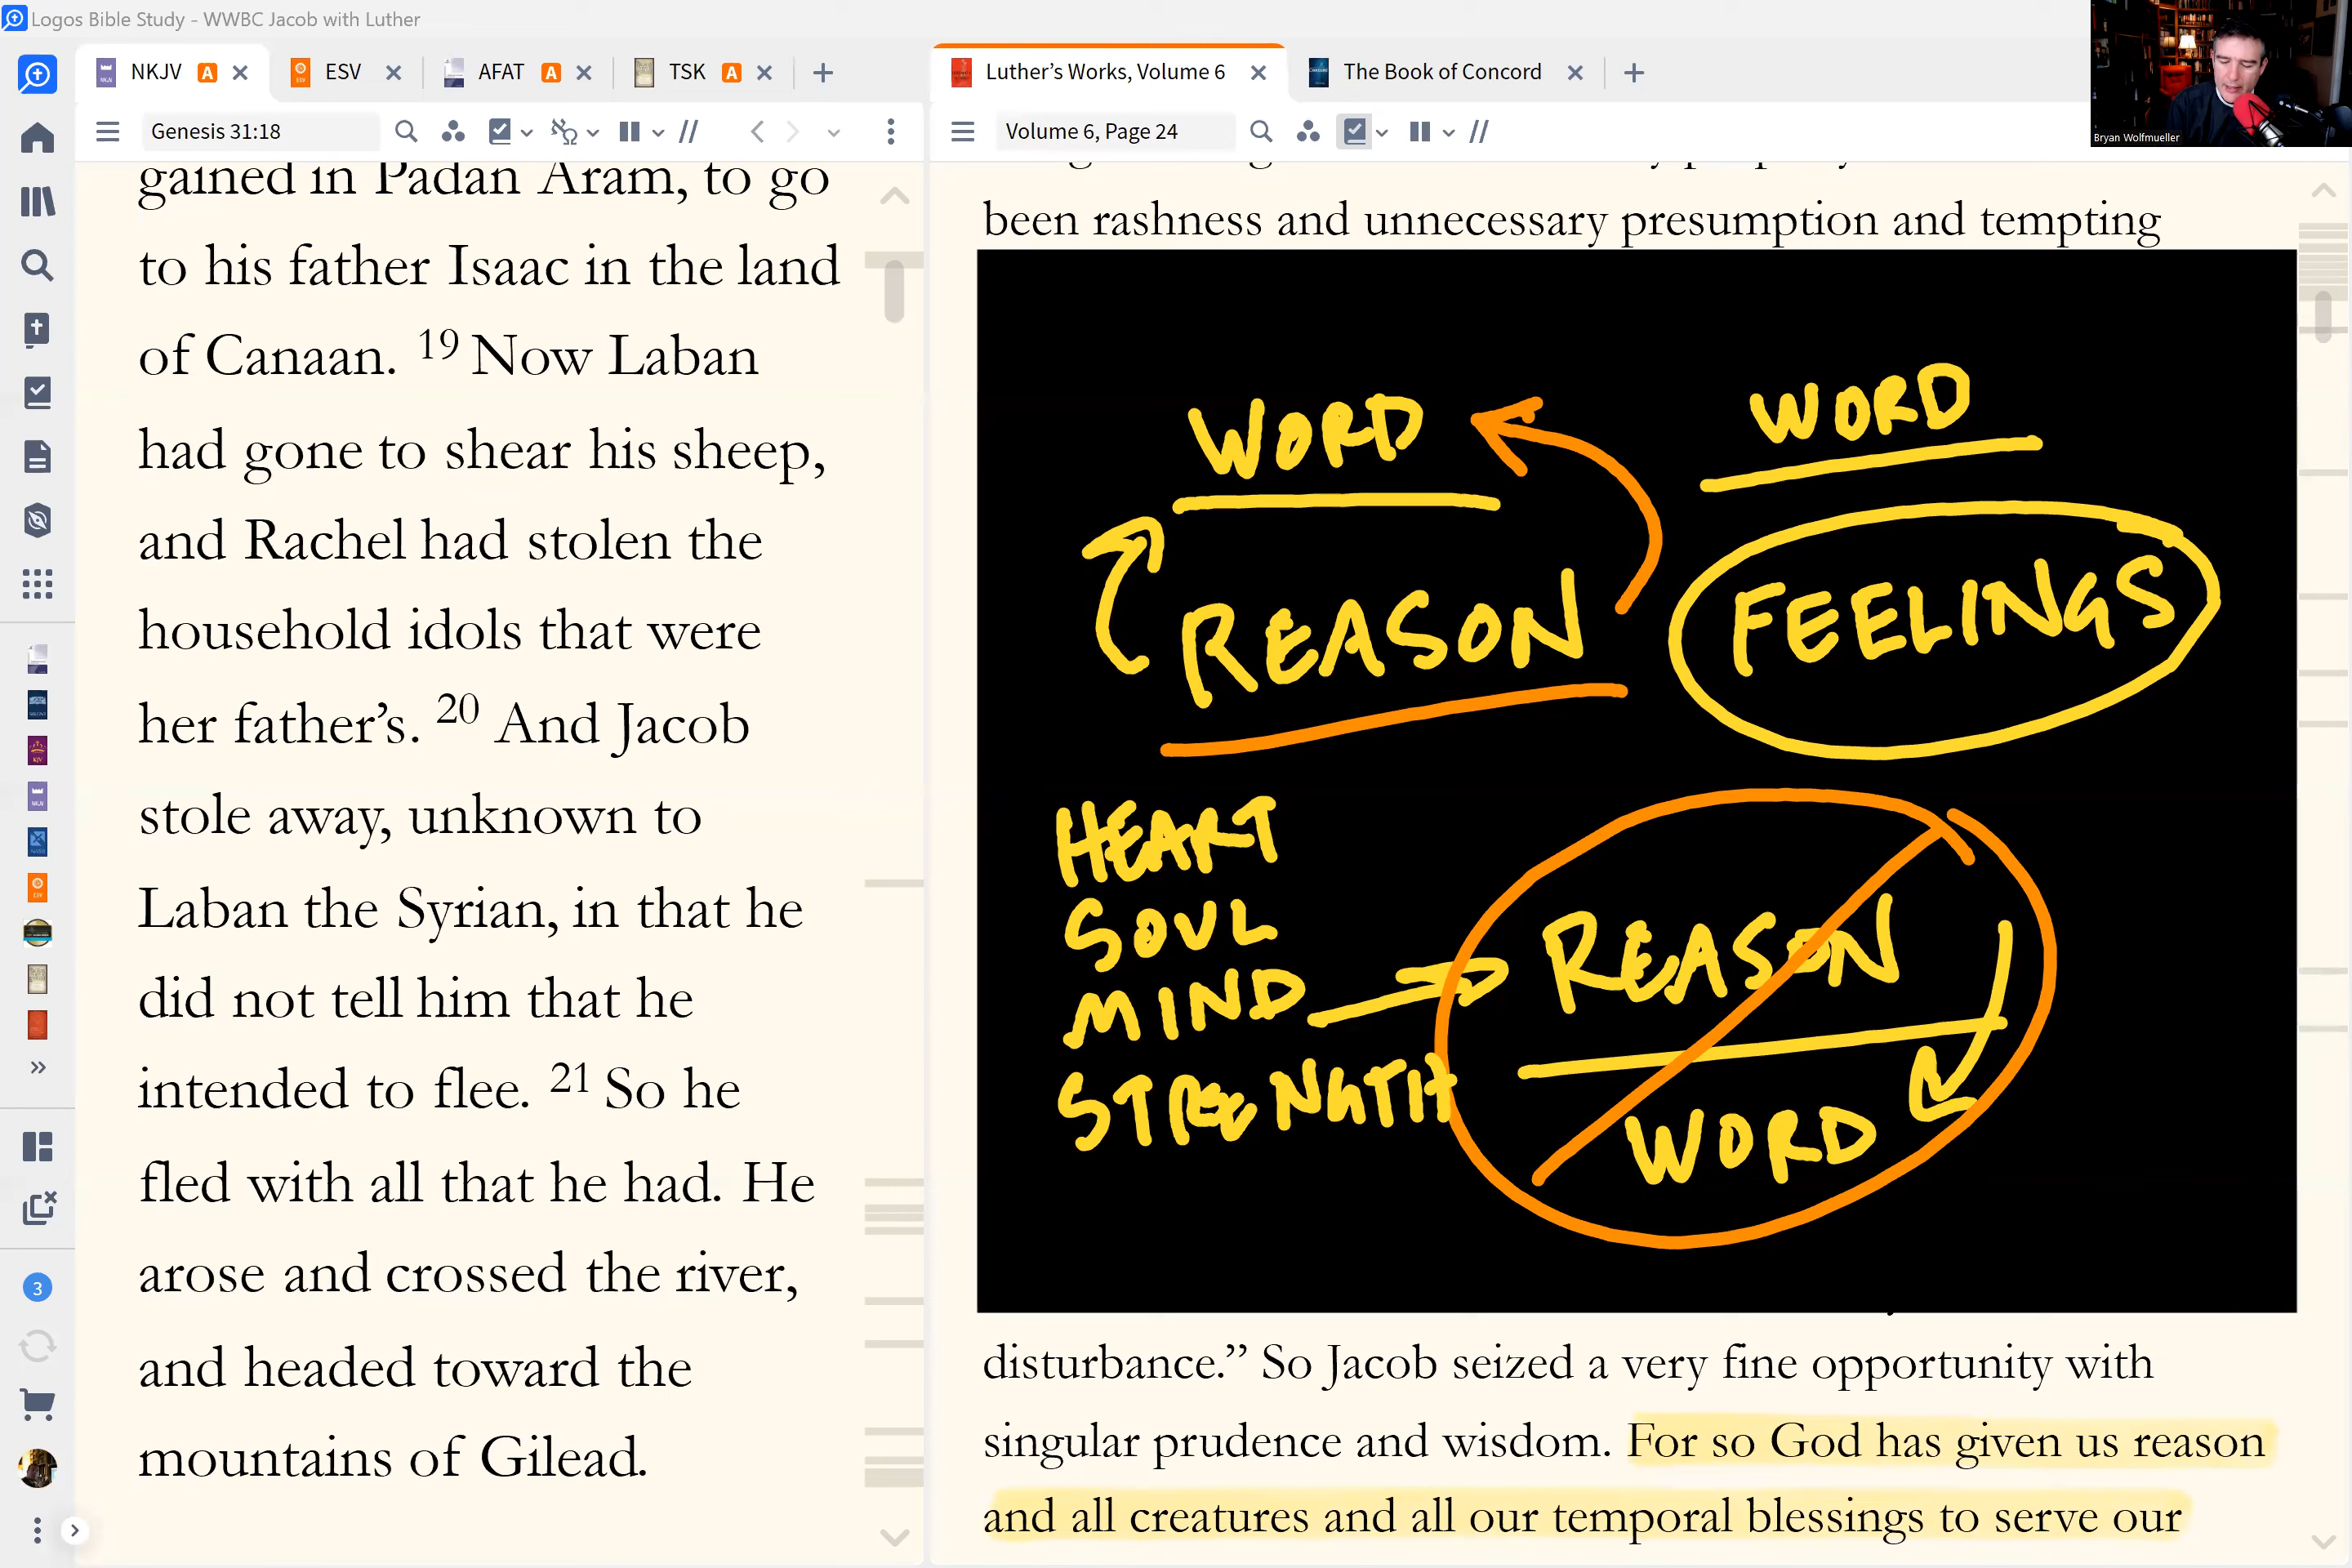 Logos Bible Study - WWBC Jacob with Luther
NKJV A
ESV
AFAT A
TSK A
Genesis 31:18
gained in Padan Aram, to go
to his father Isaac in the land
of Canaan. 19 Now Laban
had gone to shear his sheep,
and Rachel had stolen the
household idols that were
her father’s. 20 And Jacob
stole away, unknown to
Laban the Syrian, in that he
did not tell him that he
intended to flee. 21 So he
fled with all that he had. He
arose and crossed the river,
and headed toward the
mountains of Gilead.
3
Luther’s Works, Volume 6
The Book of Concord
Volume 6, Page 24
Bryan Wolfmueller
been rashness and unnecessary presumption and tempting
WORD
REASON
WORD
FEELINGS
HEART
SOUL
MIND
STRENGTH
REASON
WORD
disturbance.” So Jacob seized a very fine opportunity with
singular prudence and wisdom. For so God has given us reason
and all creatures and all our temporal blessings to serve our